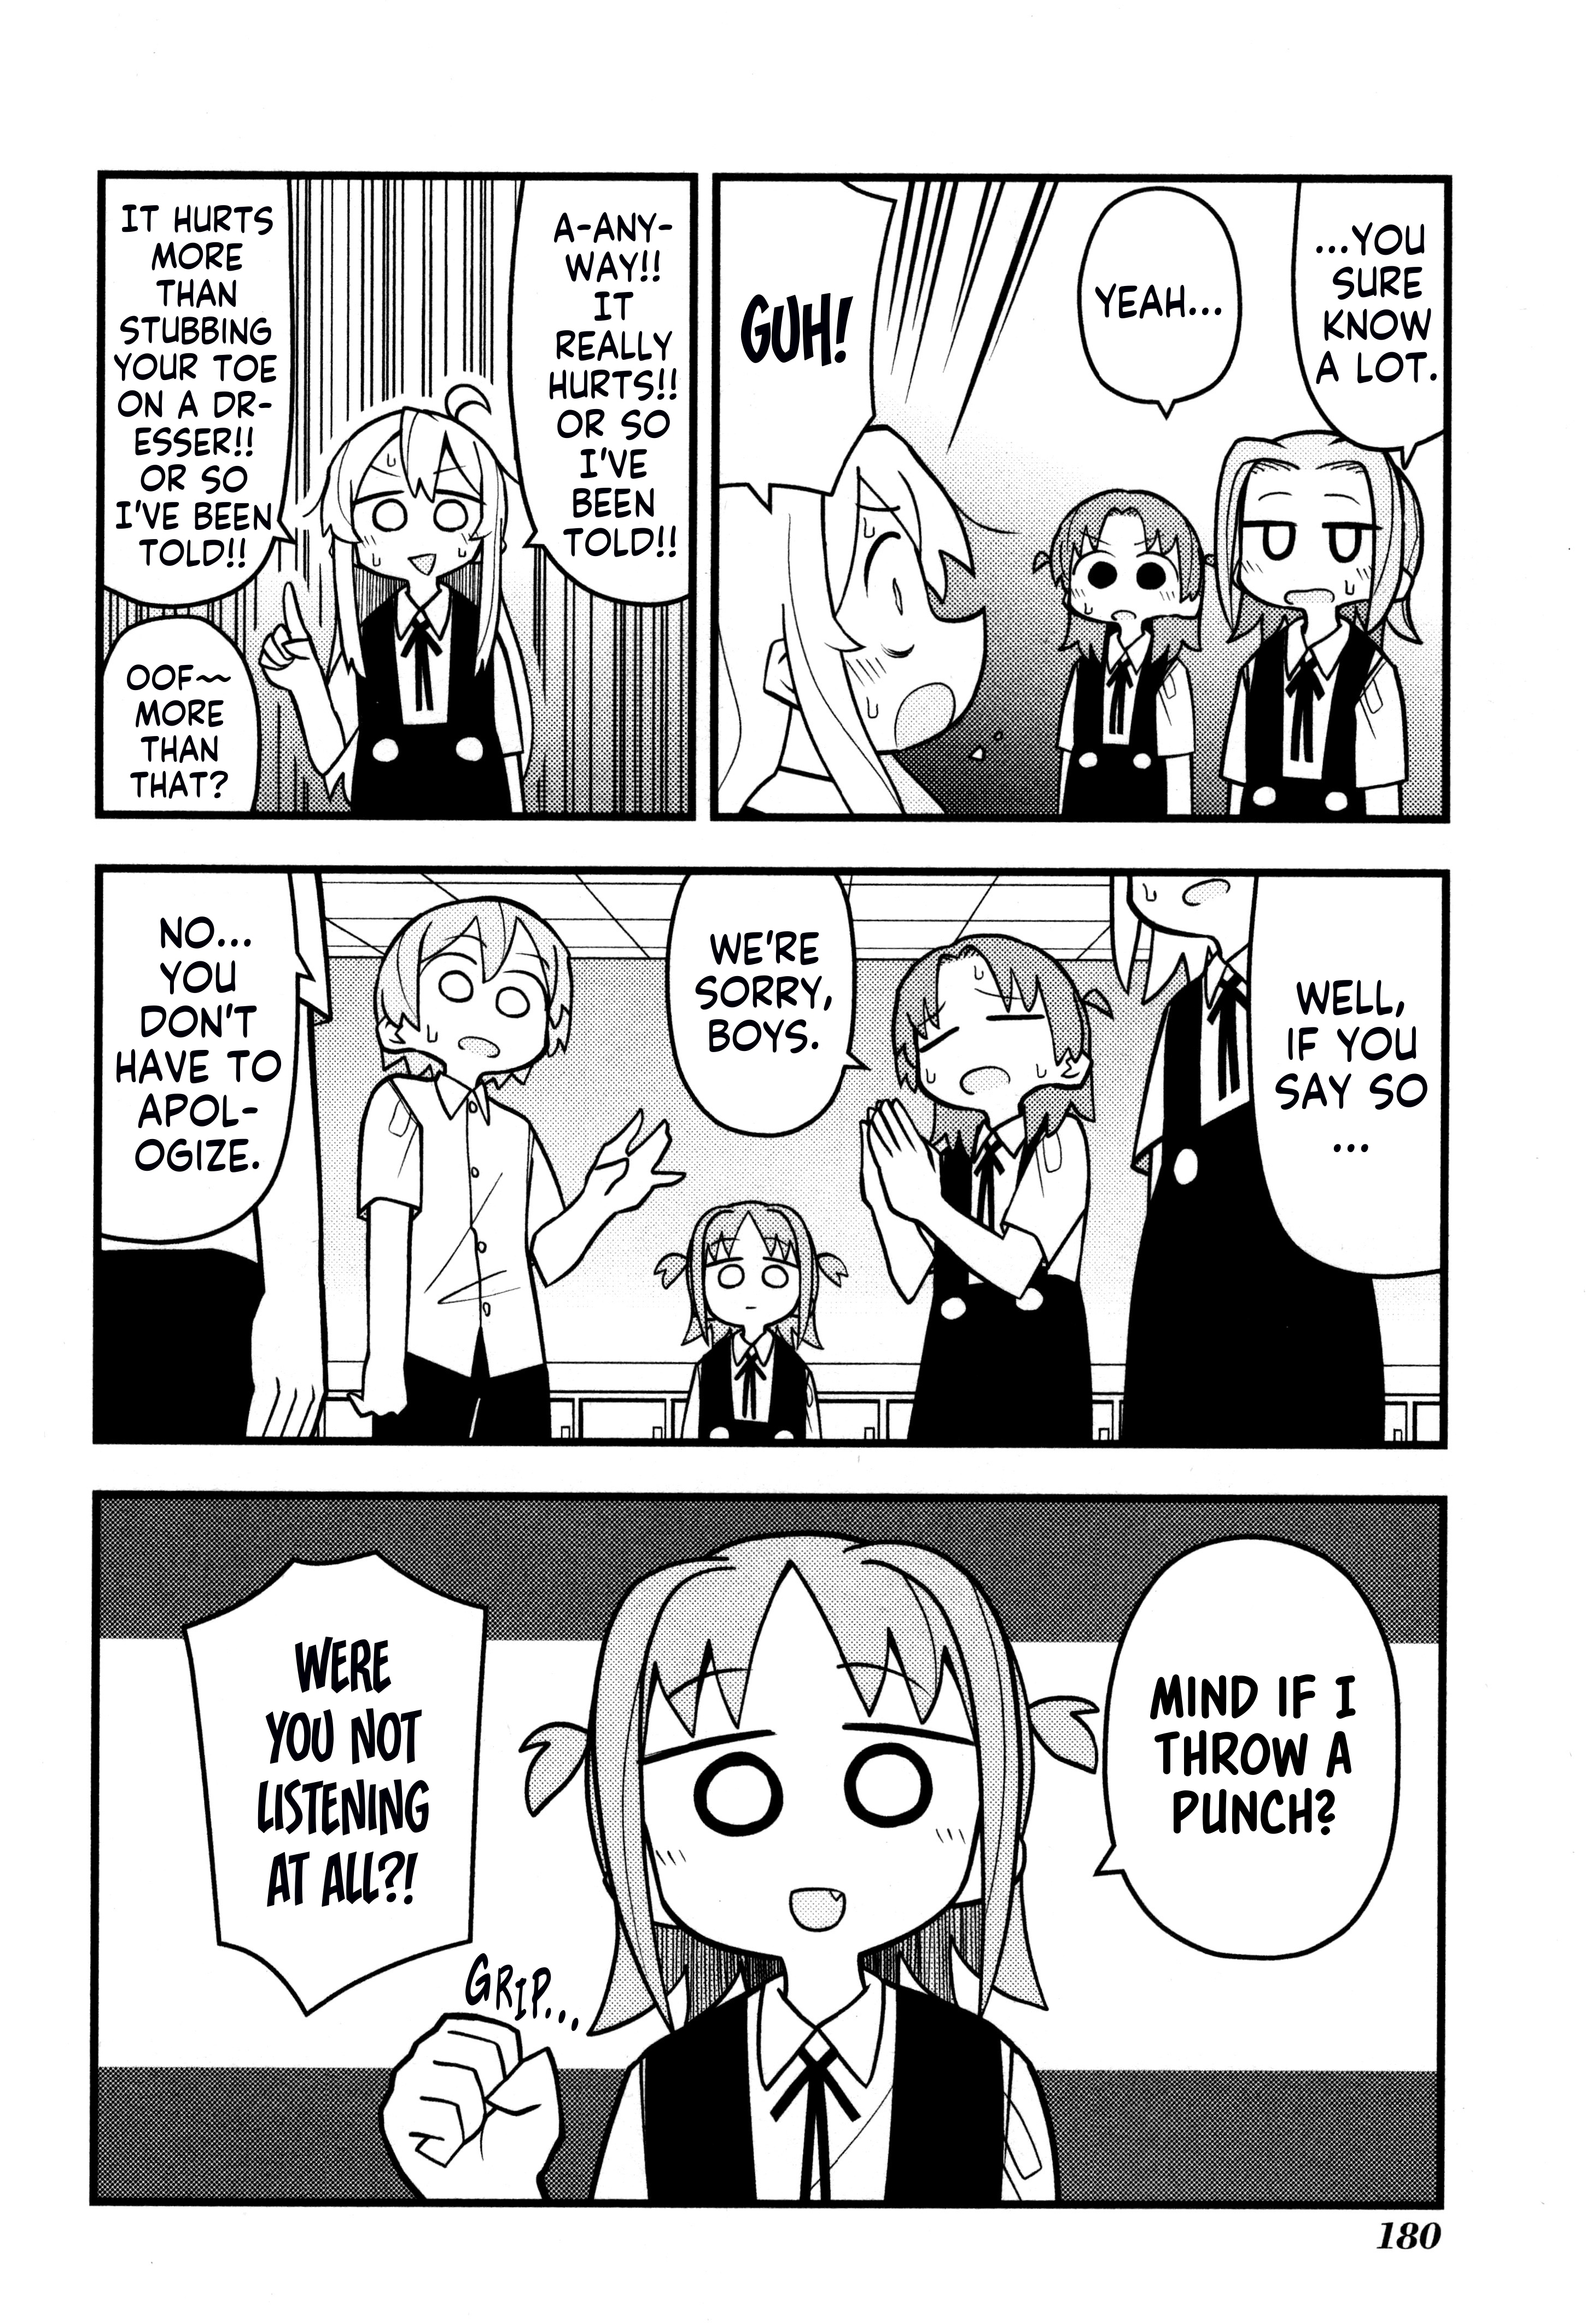 ...YOU
SURE
KNOW
A LOT.
YEAH...
GUH!
A-ANY-
WAY!!
IT
REALLY
HURTS!!
OR SO
I'VE
BEEN
TOLD!!
IT HURTS
MORE
THAN
STUBBING
YOUR TOE
ON A DR-
ESSER!!
OR SO
I'VE BEEN
TOLD!!
OOF~~
MORE
THAN
THAT?
WELL,
IF YOU
SAY SO
...
WE'RE
SORRY,
BOYS.
NO...
YOU
DON'T
HAVE TO
APOL-
OGIZE.
MIND IF I
THROW A
PUNCH?
GRIP...
WERE
YOU NOT
LISTENING
AT ALL?!
180